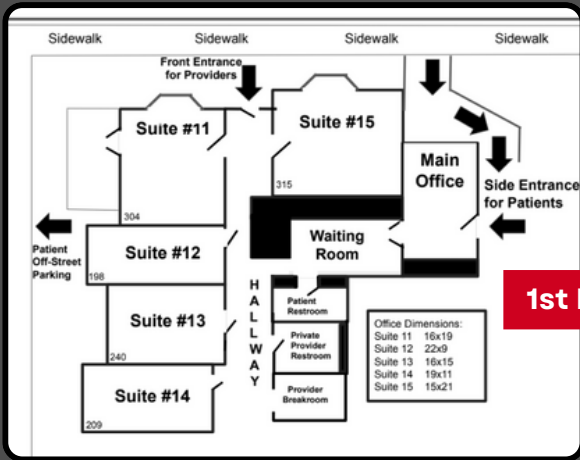 Sidewalk Sidewalk Sidewalk Sidewalk
Front Entrance
for Providers
Suite #11
Suite #15
Main
Office
315
304
Side Entrance
for Patients
Patient
Off-Street
Parking
Suite #12
198
Waiting
Room
HALLWAY
Patient
Restroom
1st
Suite #13
240
Private
Provider
Restroom
Office Dimensions:
Suite 11 16x19
Suite 12 22x9
Suite 13 16x15
Suite 14 19x11
Suite 15 15x21
Suite #14
209
Provider
Breakroom